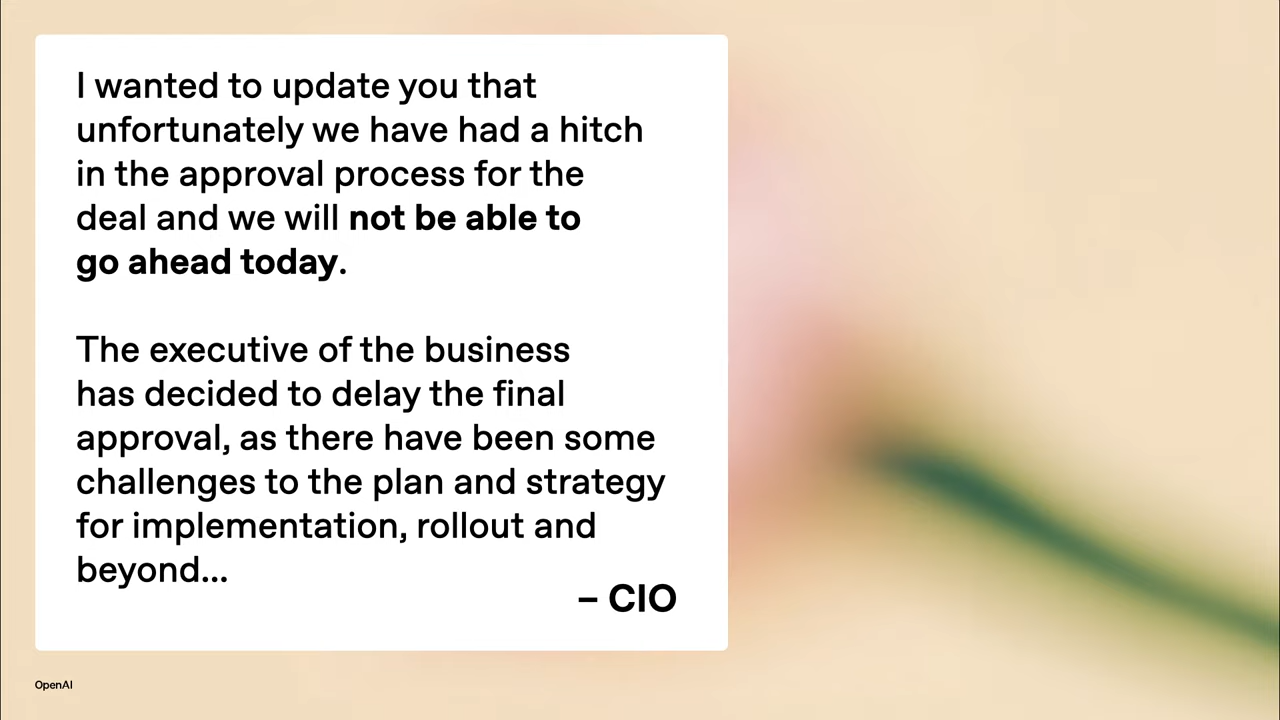 I wanted to update you that
unfortunately we have had a hitch
in the approval process for the
deal and we will not be able to
go ahead today.
The executive of the business
has decided to delay the final
approval, as there have been some
challenges to the plan and strategy
for implementation, rollout and
beyond...
– CIO
OpenAI